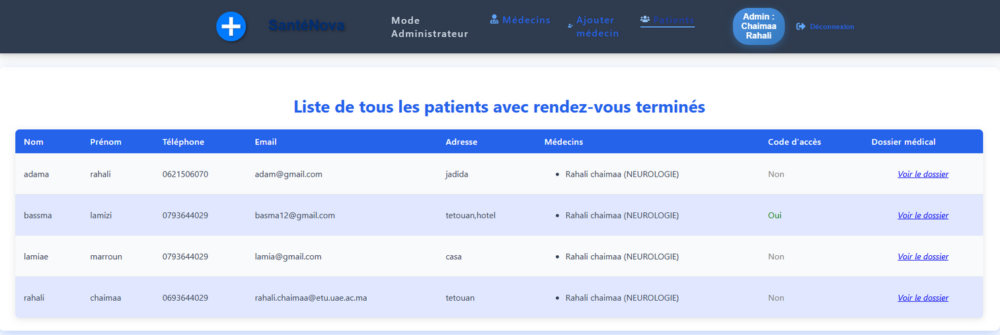 SantéNova
Mode
Administrateur
Médecins
Ajouter
médecin
Patients
Admin :
Chaimaa
Rahali
Déconnexion
Liste de tous les patients avec rendez-vous terminés
Nom Prénom Téléphone Email Adresse Médecins Code d'accès Dossier médical
adama rahali 0621506070 adam@gmail.com jadida • Rahali chaimaa (NEUROLOGIE) Non Voir le dossier
bassma lamizi 0793644029 basma12@gmail.com tetouan,hotel • Rahali chaimaa (NEUROLOGIE) Oui Voir le dossier
lamiae marroun 0793644029 lamia@gmail.com casa • Rahali chaimaa (NEUROLOGIE) Non Voir le dossier
rahali chaimaa 0693644029 rahali.chaimaa@etu.uae.ac.ma tetouan • Rahali chaimaa (NEUROLOGIE) Non Voir le dossier